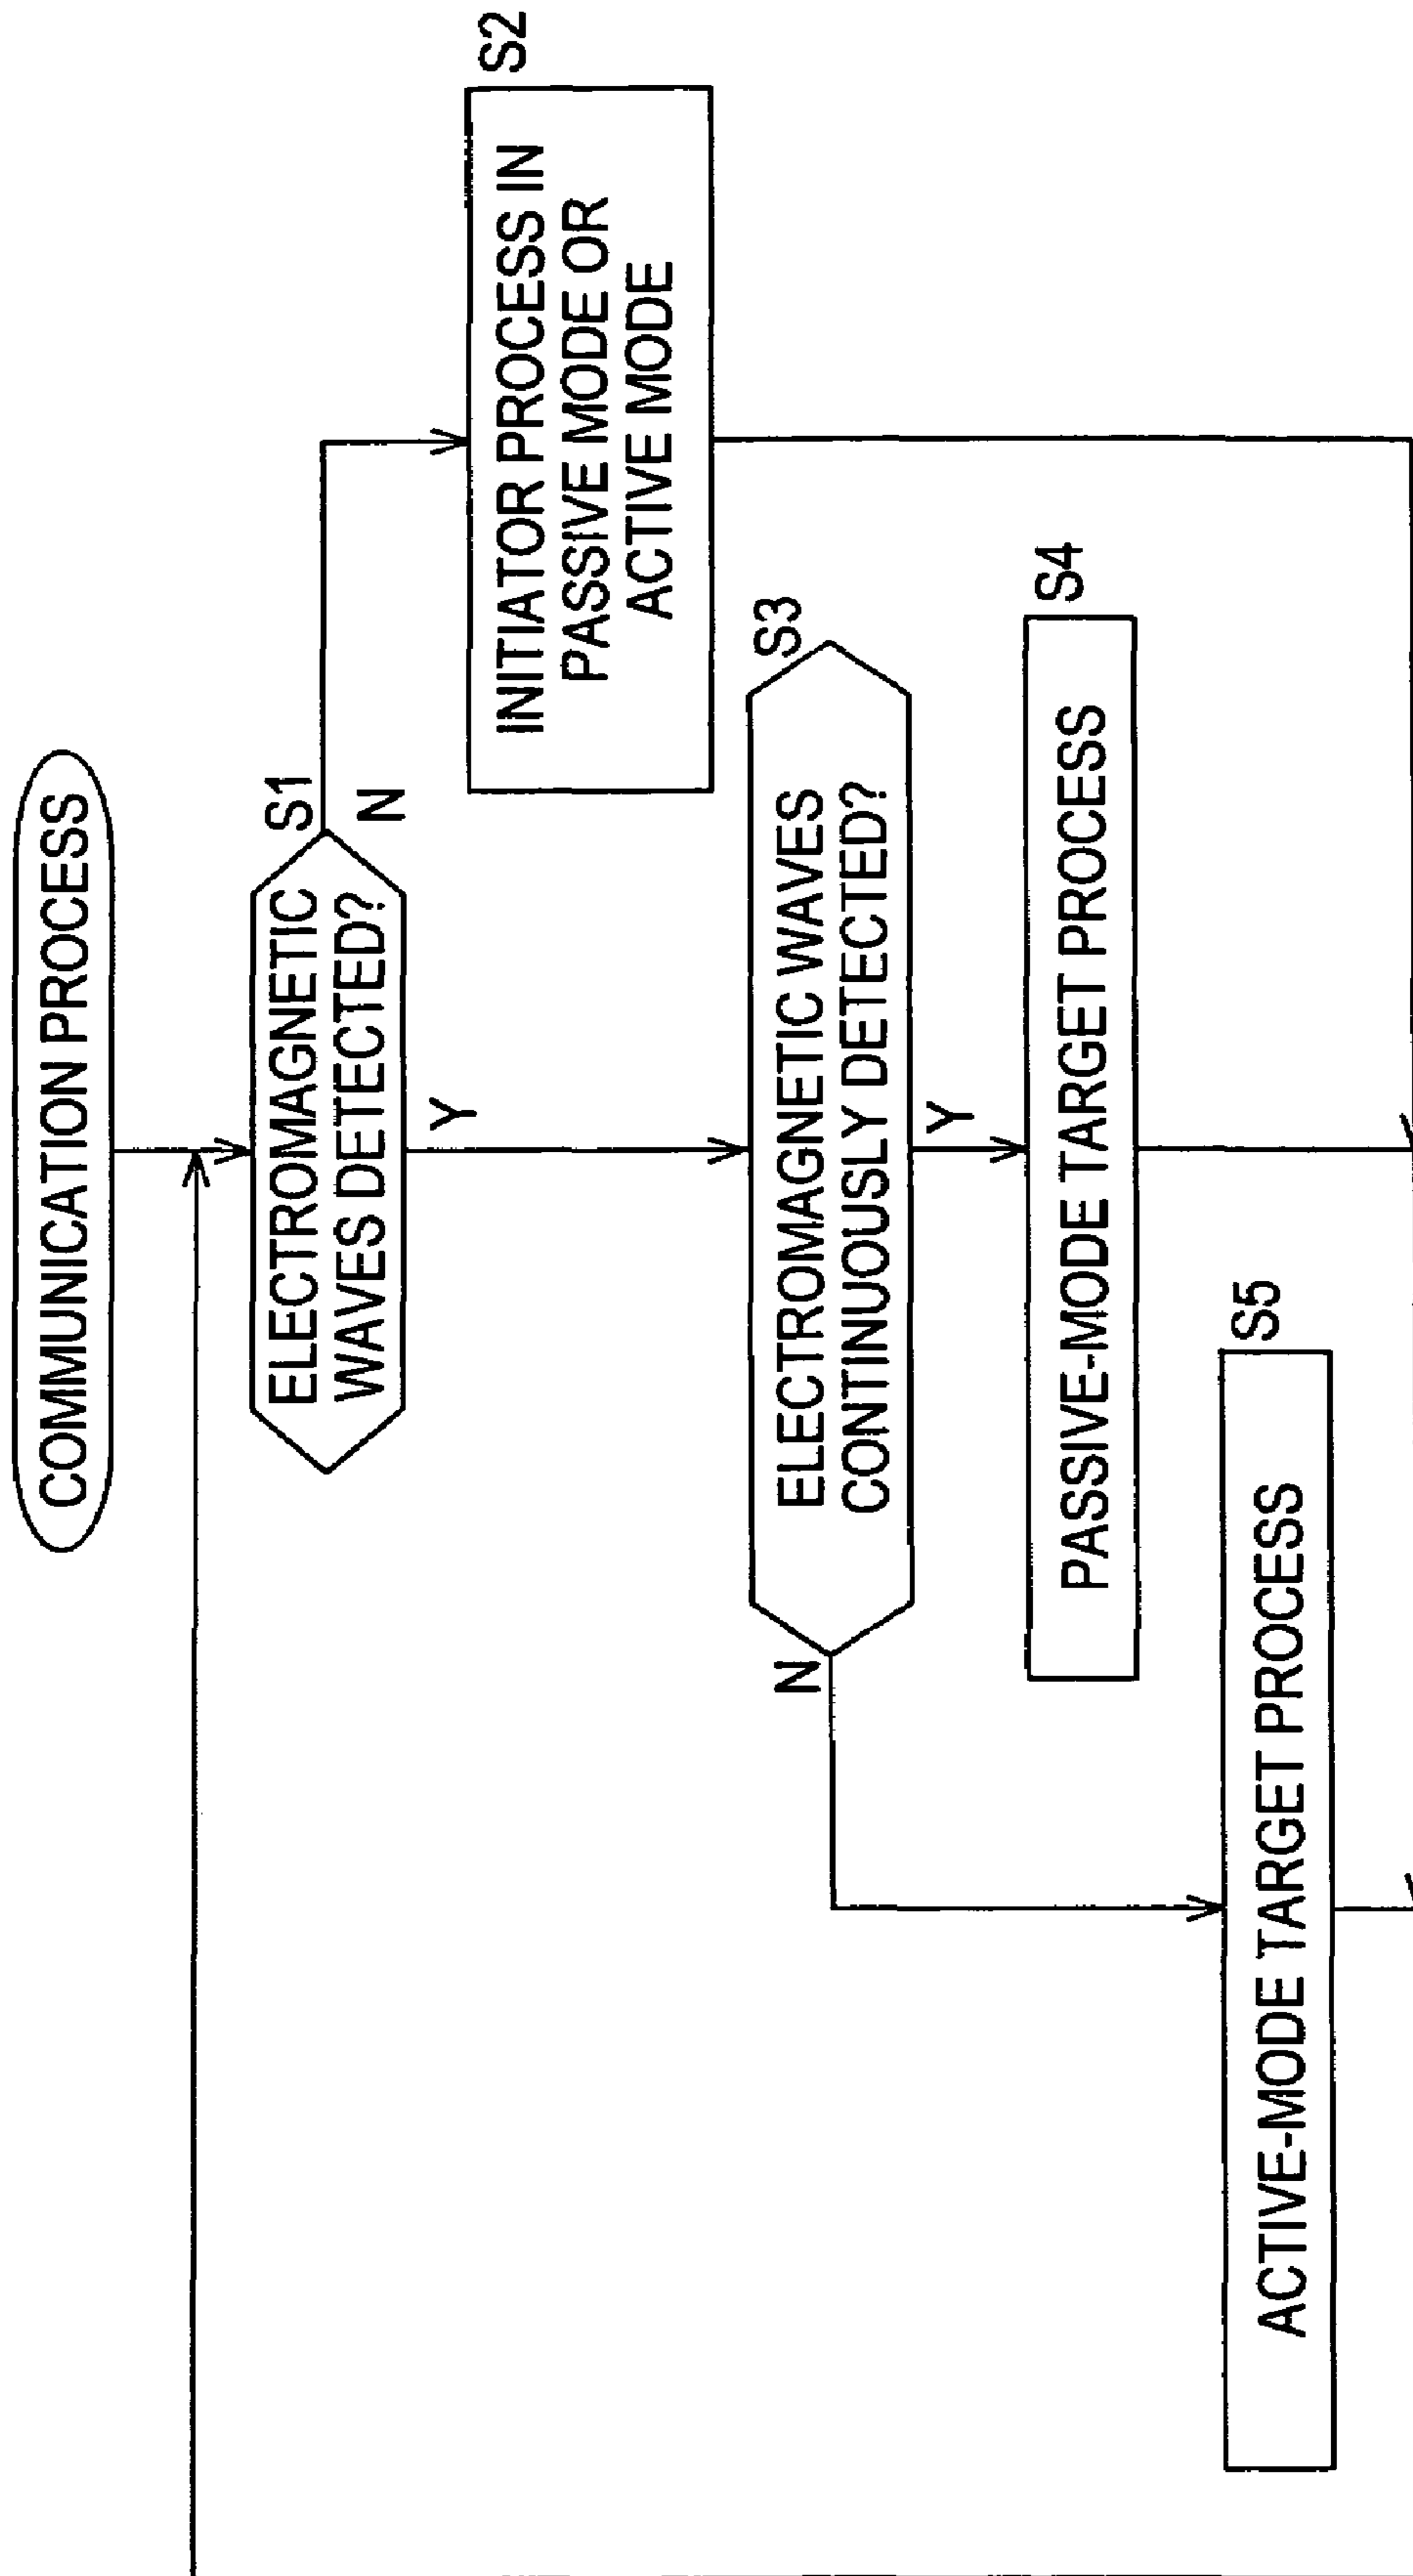 COMMUNICATION PROCESS
S1
ELECTROMAGNETIC
WAVES DETECTED?
N
Y
S2
INITIATOR PROCESS IN
PASSIVE MODE OR
ACTIVE MODE
S3
ELECTROMAGNETIC WAVES
CONTINUOUSLY DETECTED?
N
Y
S4
PASSIVE-MODE TARGET PROCESS
S5
ACTIVE-MODE TARGET PROCESS